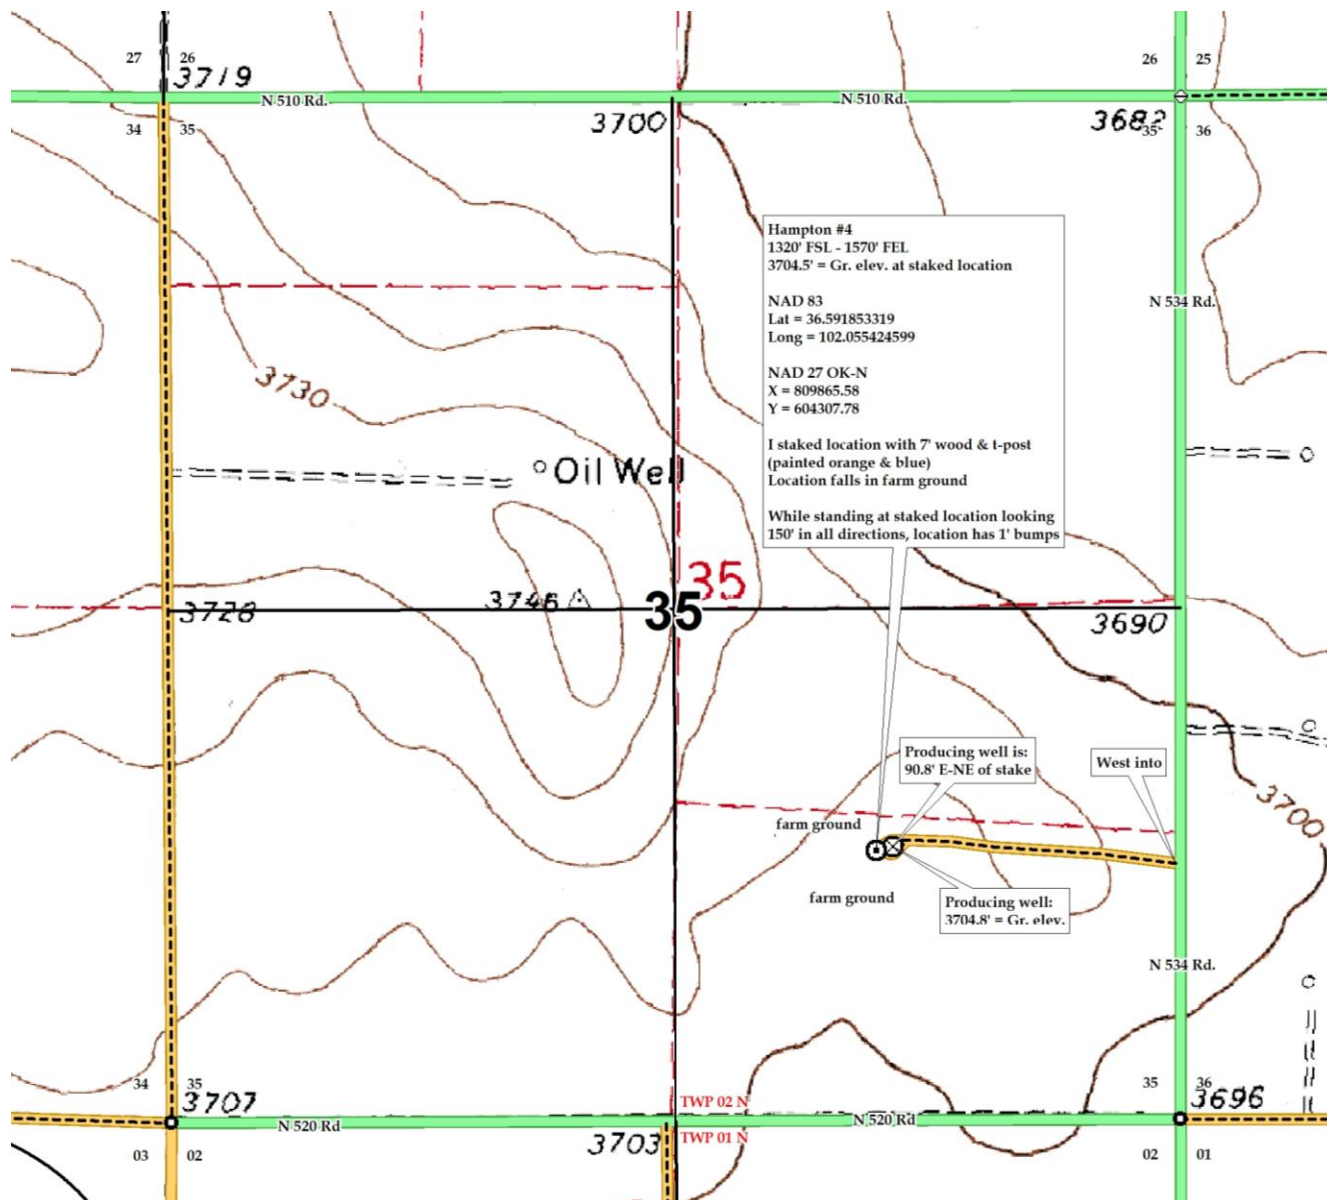 27
26
26
25
3719
N 510 Rd.
N 510 Rd.
34
35
3700
3682
35
36
Hampton #4
1320' FSL - 1570' FEL
3704.5' = Gr. elev. at staked location
NAD 83
Lat = 36.591853319
Long = 102.055424599
NAD 27 OK-N
X = 809865.58
Y = 604307.78
I staked location with 7' wood & t-post
(painted orange & blue)
Location falls in farm ground
While standing at staked location looking
150' in all directions, location has 1' bumps
N 534 Rd.
3730
Oil Well
35
3746
35
3728
3690
Producing well is:
90.8' E-NE of stake
West into
3700
farm ground
farm ground
Producing well:
3704.8' = Gr. elev.
N 534 Rd.
34
35
35
36
3707
TWP 02 N
3696
N 520 Rd
N 520 Rd
3703
TWP 01 N
03
02
02
01